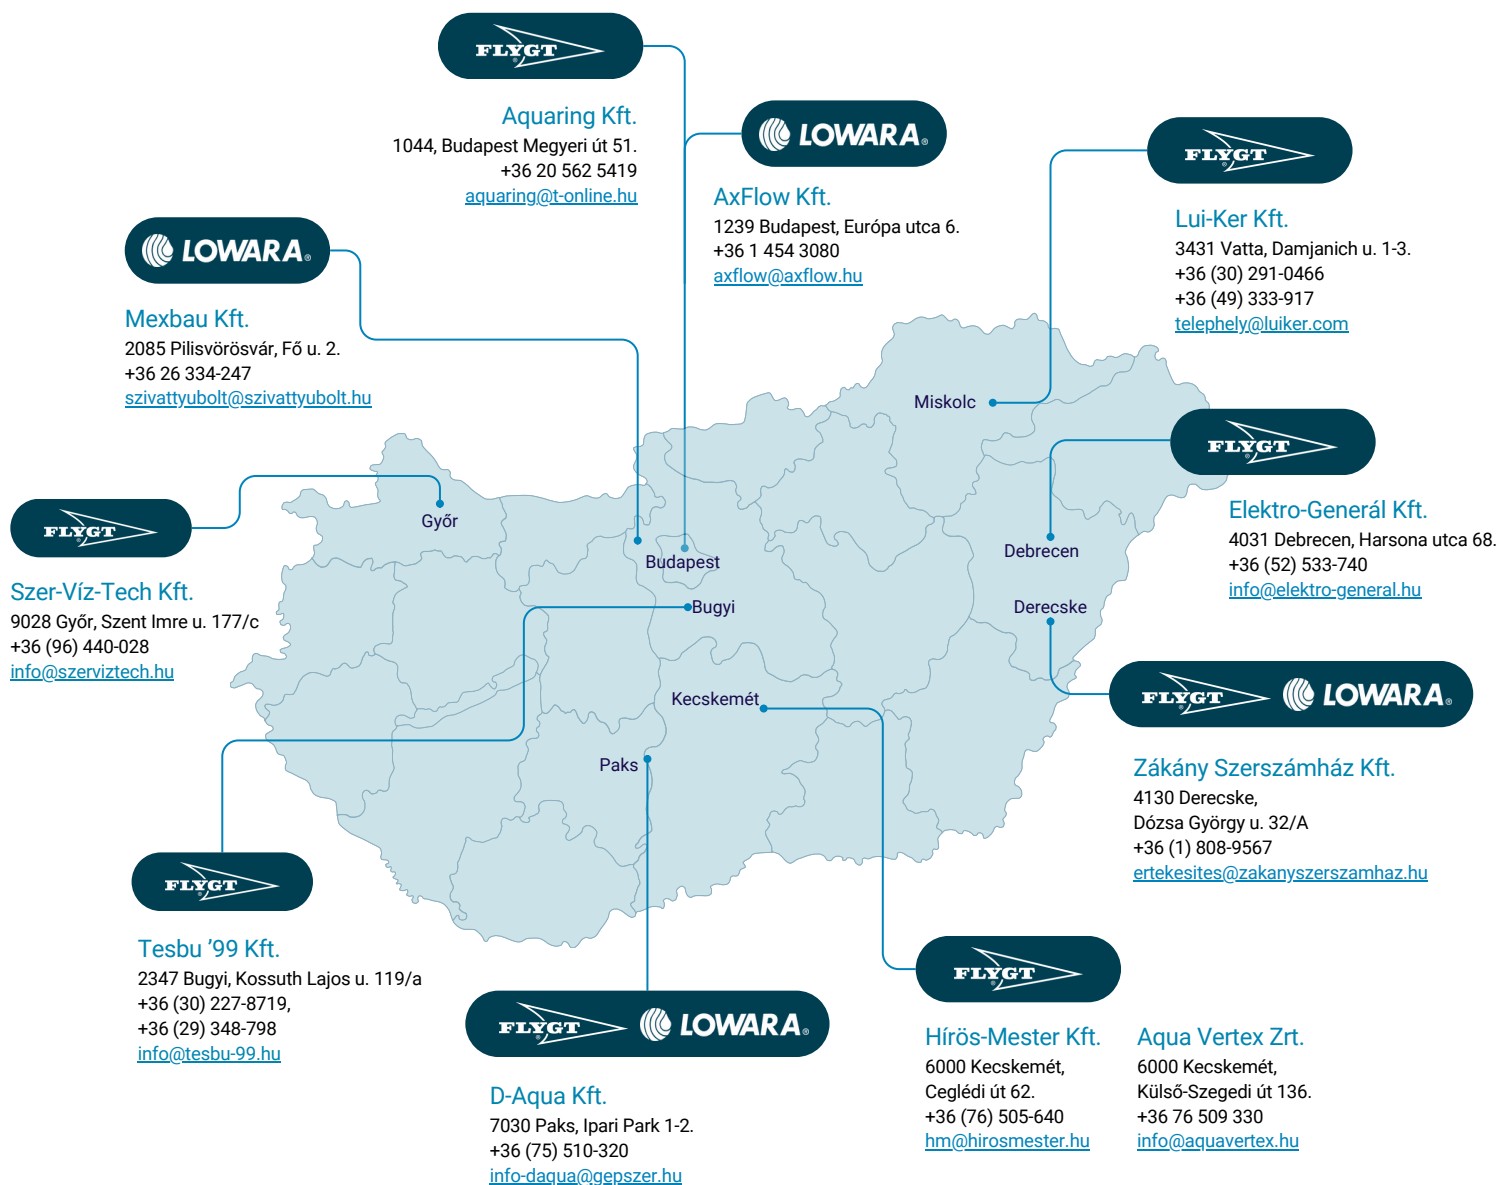 FLYGT
Aquaring Kft.
1044, Budapest Megyeri út 51.
+36 20 562 5419
aquaring@t-online.hu
LOWARA
AxFlow Kft.
1239 Budapest, Európa utca 6.
+36 1 454 3080
axflow@axflow.hu
FLYGT
Lui-Ker Kft.
3431 Vatta, Damjanich u. 1-3.
+36 (30) 291-0466
+36 (49) 333-917
telephely@luiker.com
LOWARA
Mexbau Kft.
2085 Pilisvörösvár, Fő u. 2.
+36 26 334-247
szivattyubolt@szivattyubolt.hu
Miskolc
FLYGT
Elektro-Generál Kft.
4031 Debrecen, Harsona utca 68.
+36 (52) 533-740
info@elektro-general.hu
FLYGT
Szer-Víz-Tech Kft.
9028 Győr, Szent Imre u. 177/c
+36 (96) 440-028
info@szerviztech.hu
Győr
Budapest
Debrecen
Bugyi
Derecske
Kecskemét
Paks
FLYGT LOWARA
Zákány Szerszámház Kft.
4130 Derecske,
Dózsa György u. 32/A
+36 (1) 808-9567
ertekesites@zakanyszerszamhaz.hu
FLYGT
Tesbu ’99 Kft.
2347 Bugyi, Kossuth Lajos u. 119/a
+36 (30) 227-8719,
+36 (29) 348-798
info@tesbu-99.hu
FLYGT LOWARA
D-Aqua Kft.
7030 Paks, Ipari Park 1-2.
+36 (75) 510-320
info-daqua@gepszer.hu
FLYGT
Hírös-Mester Kft.
6000 Kecskemét,
Ceglédi út 62.
+36 (76) 505-640
hm@hirosmester.hu
Aqua Vertex Zrt.
6000 Kecskemét,
Külső-Szegedi út 136.
+36 76 509 330
info@aquavertex.hu